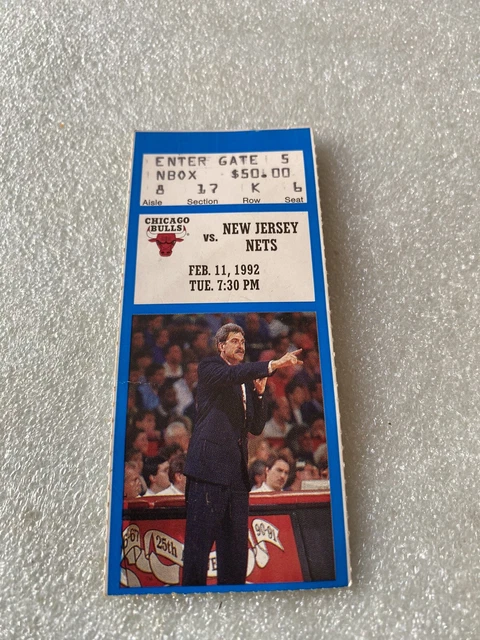 ENTER GATE 5
NBOX $50.00
8 17 K 6
Aisle Section Row Seat
CHICAGO
BULLS
vs.
NEW JERSEY
NETS
FEB. 11, 1992
TUE. 7:30 PM
67
25th
90-91